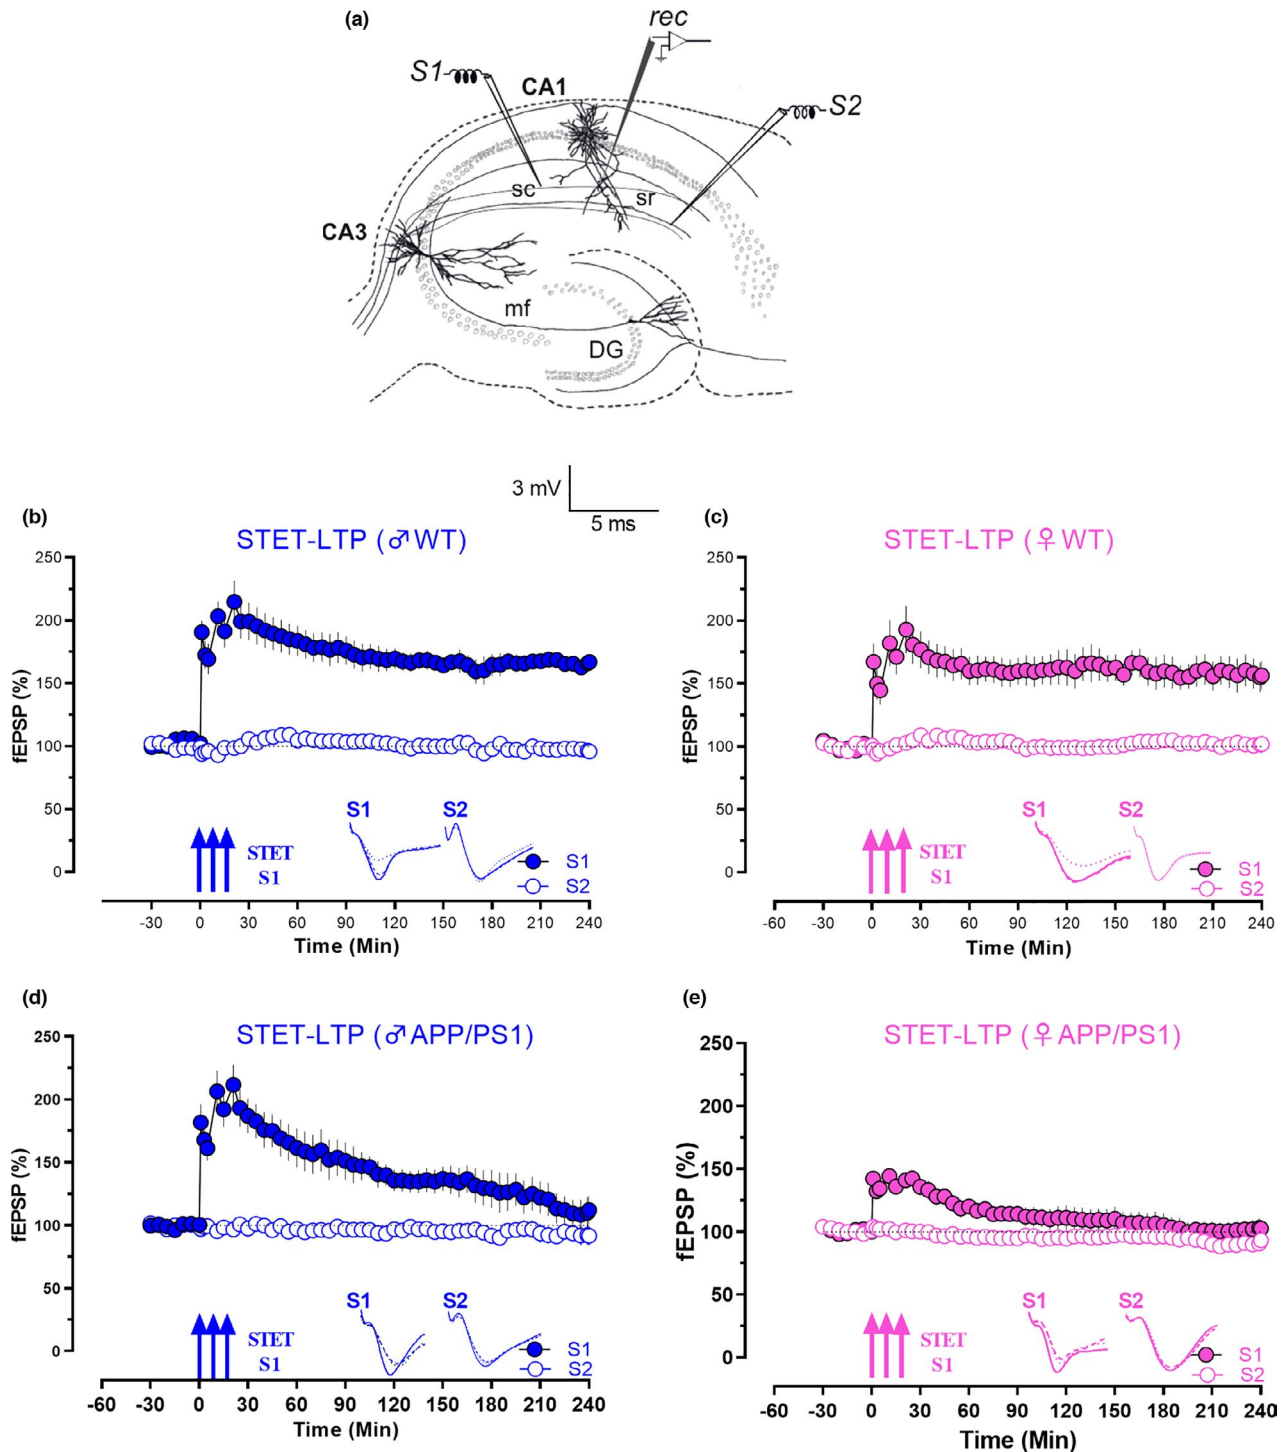 (a)
rec
S1
CA1
S2
sc
sr
CA3
mf
DG
3 mV
5 ms
(b)
STET-LTP (♂WT)
250
200
150
100
50
0
fEPSP (%)
S1 S2
STET
S1
S1
S2
-30 0 30 60 90 120 150 180 210 240
Time (Min)
(c)
STET-LTP (♀WT)
250
200
150
100
50
0
fEPSP (%)
S1 S2
STET
S1
S1
S2
-30 0 30 60 90 120 150 180 210 240
Time (Min)
(d)
STET-LTP (♂APP/PS1)
250
200
150
100
50
0
fEPSP (%)
S1 S2
STET
S1
S1
S2
-60 -30 0 30 60 90 120 150 180 210 240
Time (Min)
(e)
STET-LTP (♀APP/PS1)
250
200
150
100
50
0
fEPSP (%)
S1 S2
STET
S1
S1
S2
-60 -30 0 30 60 90 120 150 180 210 240
Time (Min)